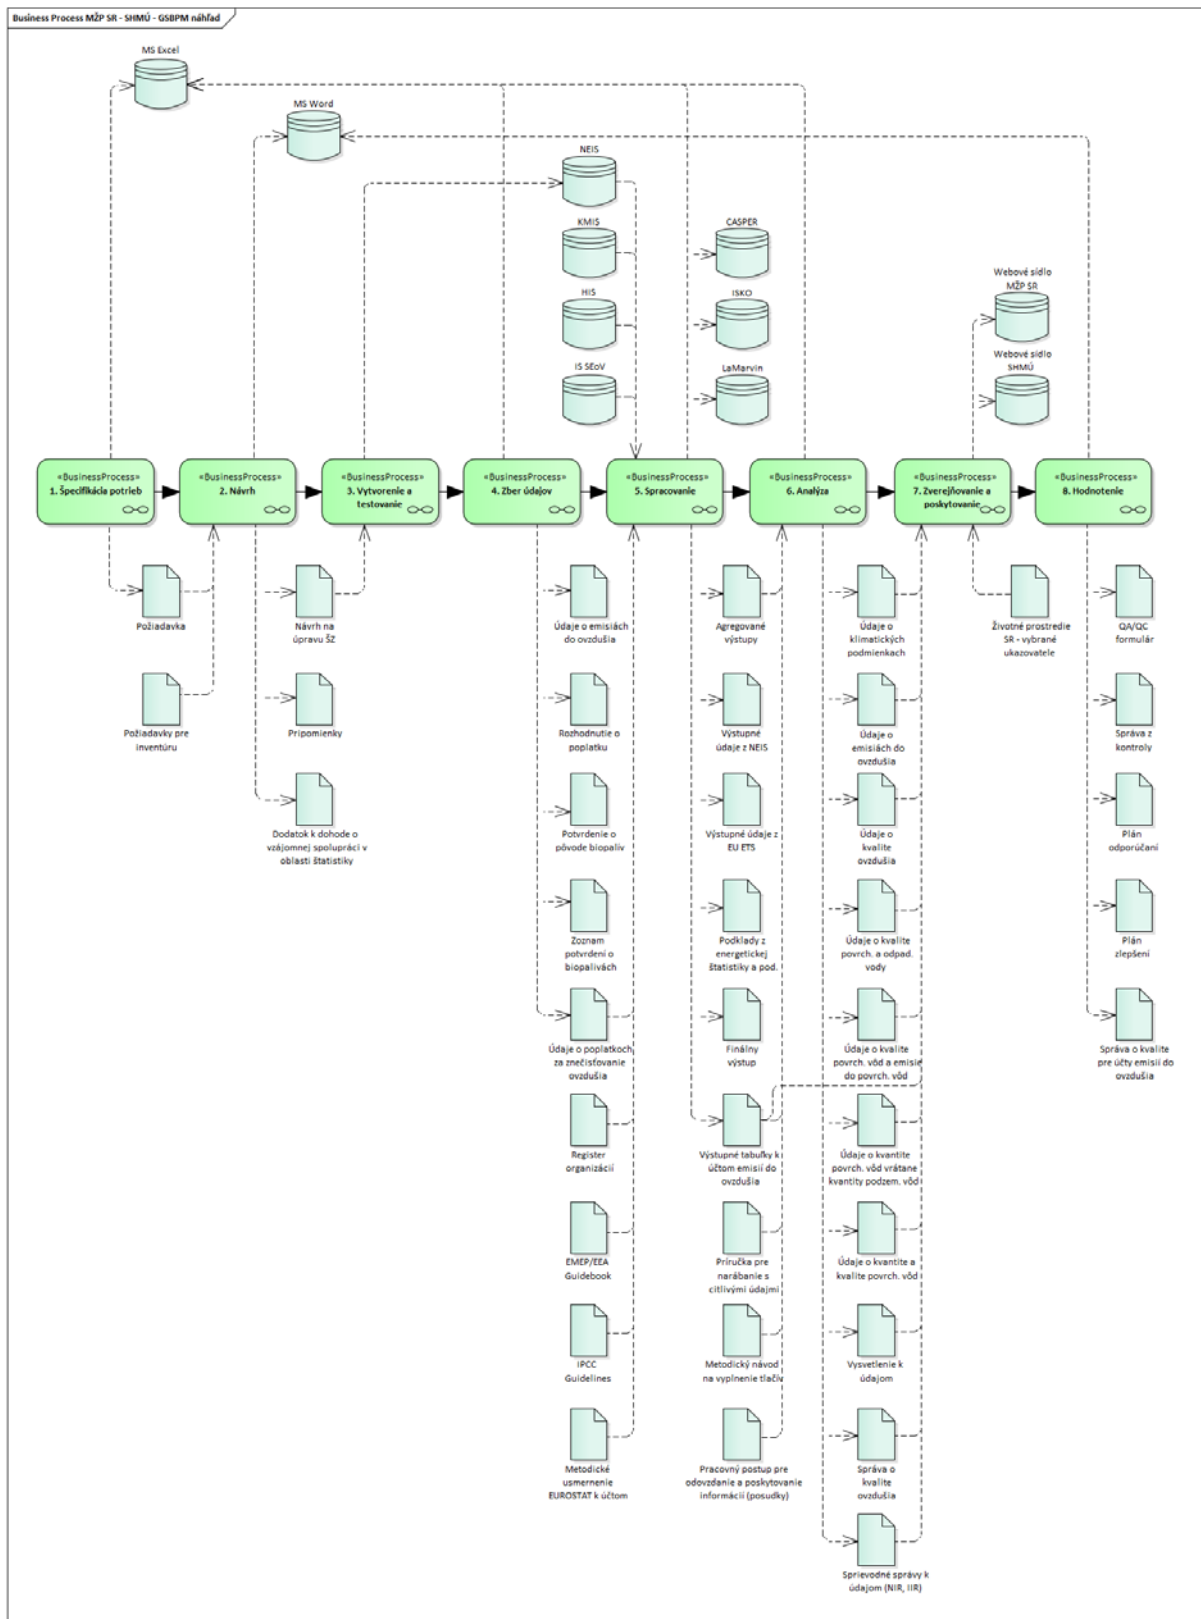 Business Process MŽP SR - SHMÚ - GSBPM náhľad
MS Excel
MS Word
NEIS
KMIS
CASPER
HIS
ISKO
IS SEoV
LaMarvin
Webové sídlo
MŽP SR
Webové sídlo
SHMÚ
«BusinessProcess»
1. Špecifikácia potrieb
«BusinessProcess»
2. Návrh
«BusinessProcess»
3. Vytvorenie a
testovanie
«BusinessProcess»
4. Zber údajov
«BusinessProcess»
5. Spracovanie
«BusinessProcess»
6. Analýza
«BusinessProcess»
7. Zverejňovanie a
poskytovanie
«BusinessProcess»
8. Hodnotenie
Požiadavka
Požiadavky pre
inventúru
Návrh na
úpravu ŠZ
Pripomienky
Dodatok k dohode o
vzájomnej spolupráci v
oblasti štatistiky
Údaje o emisiách
do ovzdušia
Rozhodnutie o
poplatku
Potvrdenie o
pôvode biopalív
Zoznam
potvrdení o
biopalivách
Údaje o poplatkoch
za znečisťovanie
ovzdušia
Register
organizácií
EMEP/EEA
Guidebook
IPCC
Guidelines
Metodické
usmernenie
EUROSTAT k účtom
Agregované
výstupy
Výstupné
údaje z NEIS
Výstupné údaje z
EU ETS
Podklady z
energetickej
štatistiky a pod.
Finálny
výstup
Výstupné tabuľky k
účtom emisií do
ovzdušia
Príručka pre
narábanie s
citlivými údajmi
Metodický návod
na vyplnenie tlačív
Pracovný postup pre
odovzdanie a poskytovanie
informácií (posudky)
Údaje o
klimatických
podmienkach
Údaje o
emisiách do
ovzdušia
Údaje o
kvalite
ovzdušia
Údaje o kvalite
povrch. a odpad.
vody
Údaje o kvalite
povrch. vôd a emisie
do povrch. vôd
Údaje o kvantite
povrch. vôd vrátane
kvantity podzem. vôd
Údaje o kvantite a
kvalite povrch. vôd
Vysvetlenie k
údajom
Správa o
kvalite
ovzdušia
Sprievodné správy k
údajom (NIR, IIR)
Životné prostredie
SR - vybrané
ukazovatele
QA/QC
formulár
Správa z
kontroly
Plán
odporúčaní
Plán
zlepšení
Správa o kvalite
pre účty emisií do
ovzdušia